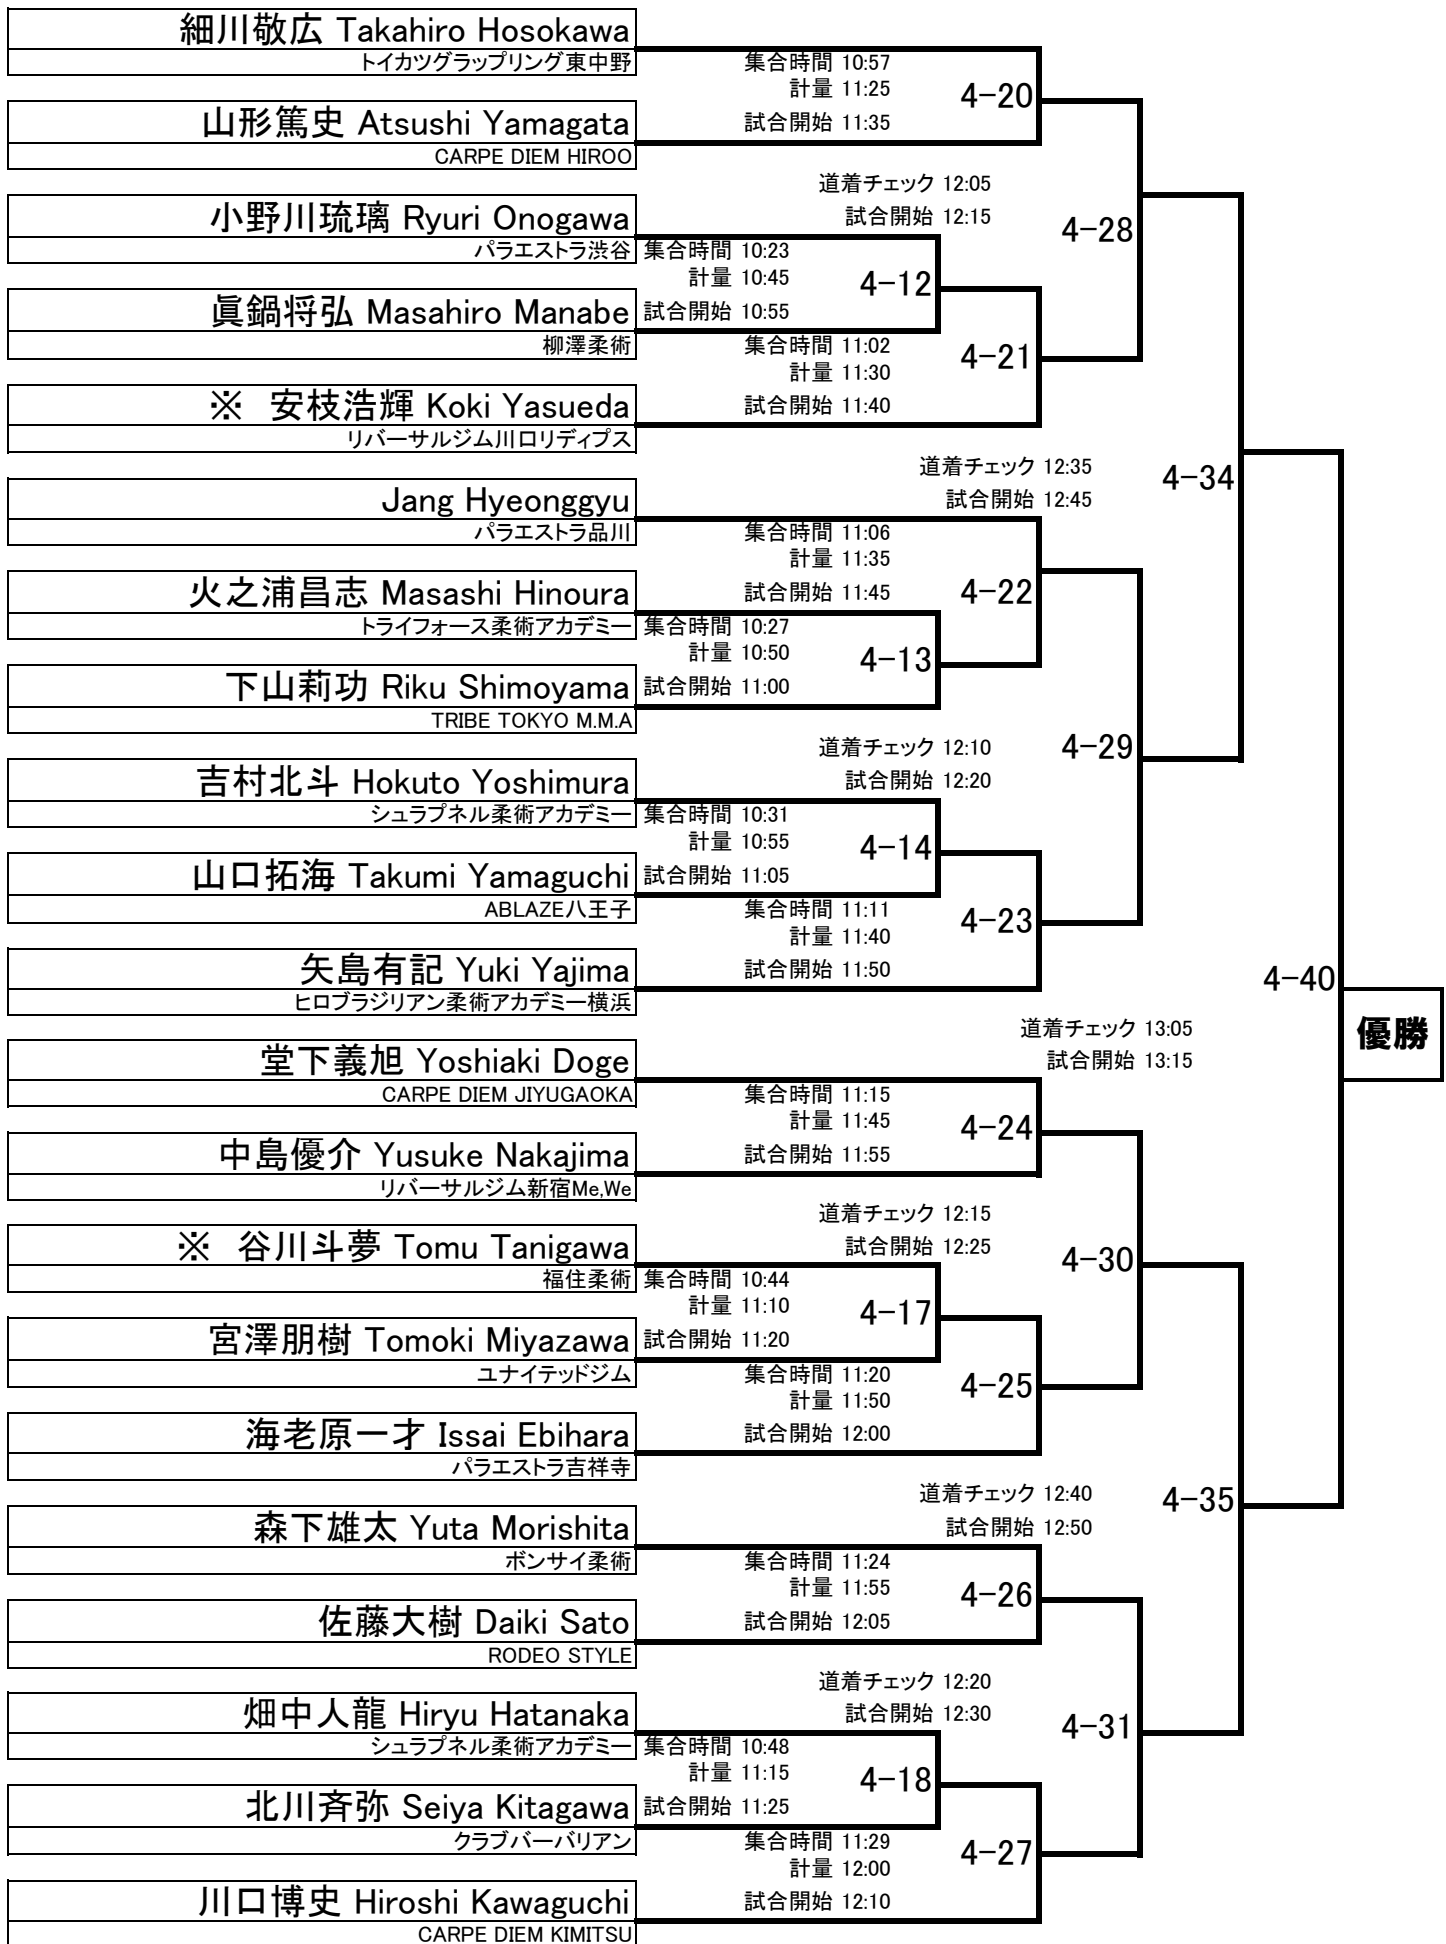 細川敬広 Takahiro Hosokawa
トイカツグラップリング東中野
集合時間 10:57
計量 11:25
4-20
試合開始 11:35
山形篤史 Atsushi Yamagata
CARPE DIEM HIROO
道着チェック 12:05
試合開始 12:15
4-28
小野川琉璃 Ryuri Onogawa
パラエストラ渋谷
集合時間 10:23
計量 10:45
4-12
試合開始 10:55
眞鍋将弘 Masahiro Manabe
柳澤柔術
集合時間 11:02
計量 11:30
4-21
試合開始 11:40
※ 安枝浩輝 Koki Yasueda
リバーサルジム川口リディプス
道着チェック 12:35
試合開始 12:45
4-34
Jang Hyeonggyu
パラエストラ品川
集合時間 11:06
計量 11:35
4-22
試合開始 11:45
火之浦昌志 Masashi Hinoura
トライフォース柔術アカデミー
集合時間 10:27
計量 10:50
4-13
試合開始 11:00
下山莉功 Riku Shimoyama
TRIBE TOKYO M.M.A
道着チェック 12:10
試合開始 12:20
4-29
吉村北斗 Hokuto Yoshimura
シュラプネル柔術アカデミー
集合時間 10:31
計量 10:55
4-14
試合開始 11:05
山口拓海 Takumi Yamaguchi
ABLAZE八王子
集合時間 11:11
計量 11:40
4-23
試合開始 11:50
矢島有記 Yuki Yajima
ヒロブラジリアン柔術アカデミー横浜
4-40
道着チェック 13:05
試合開始 13:15
優勝
堂下義旭 Yoshiaki Doge
CARPE DIEM JIYUGAOKA
集合時間 11:15
計量 11:45
4-24
試合開始 11:55
中島優介 Yusuke Nakajima
リバーサルジム新宿Me,We
道着チェック 12:15
試合開始 12:25
4-30
※ 谷川斗夢 Tomu Tanigawa
福住柔術
集合時間 10:44
計量 11:10
4-17
試合開始 11:20
宮澤朋樹 Tomoki Miyazawa
ユナイテッドジム
集合時間 11:20
計量 11:50
4-25
試合開始 12:00
海老原一才 Issai Ebihara
パラエストラ吉祥寺
道着チェック 12:40
試合開始 12:50
4-35
森下雄太 Yuta Morishita
ボンサイ柔術
集合時間 11:24
計量 11:55
4-26
試合開始 12:05
佐藤大樹 Daiki Sato
RODEO STYLE
道着チェック 12:20
試合開始 12:30
4-31
畑中人龍 Hiryu Hatanaka
シュラプネル柔術アカデミー
集合時間 10:48
計量 11:15
4-18
試合開始 11:25
北川斉弥 Seiya Kitagawa
クラブバーバリアン
集合時間 11:29
計量 12:00
4-27
試合開始 12:10
川口博史 Hiroshi Kawaguchi
CARPE DIEM KIMITSU